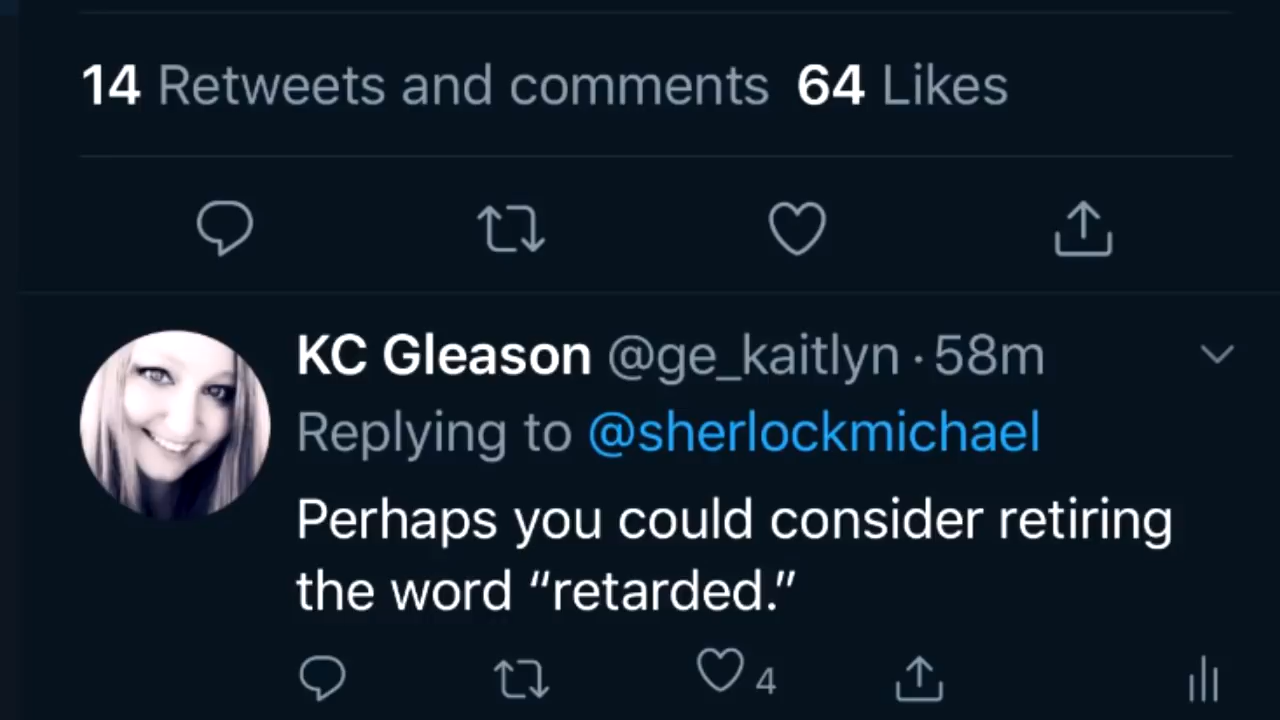 14 Retweets and comments 64 Likes
KC Gleason @ge_kaitlyn · 58m
Replying to @sherlockmichael
Perhaps you could consider retiring
the word “retarded.”
4